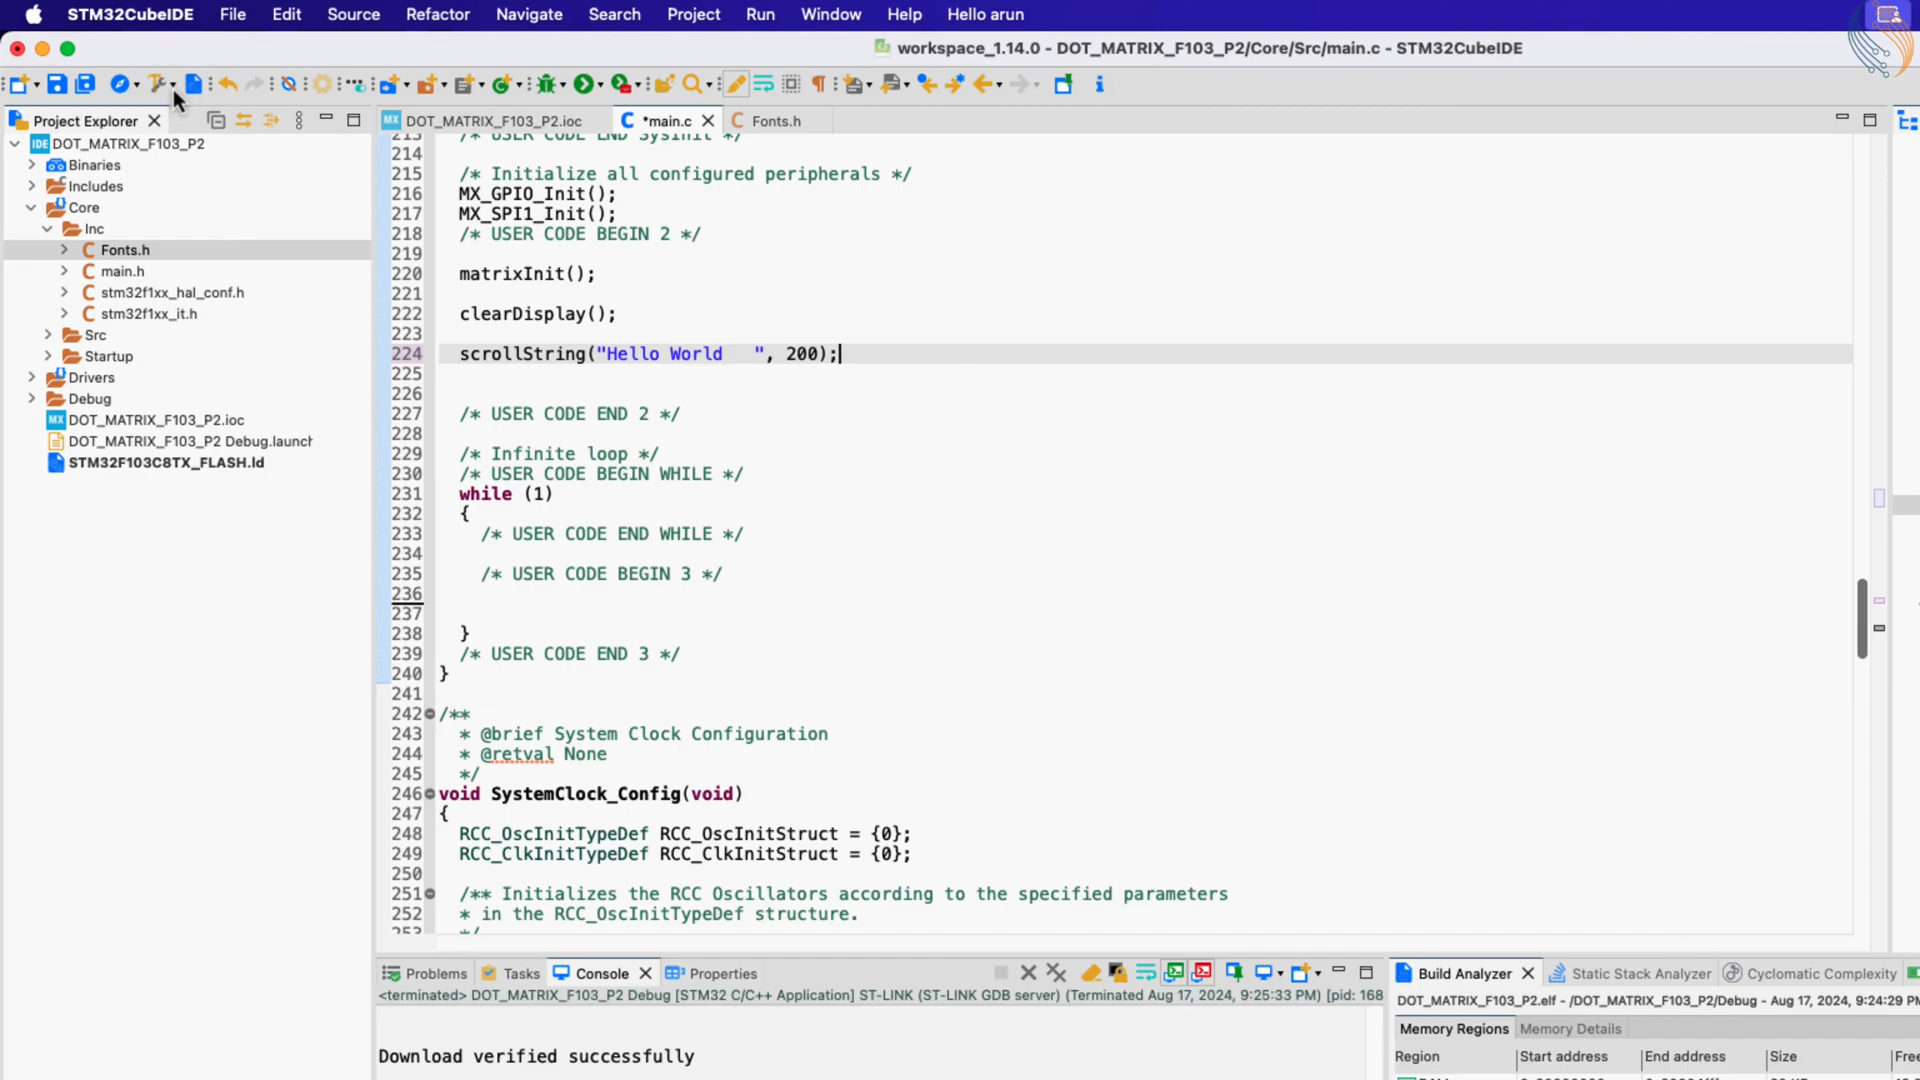 STM32CubeIDE File Edit Source Refactor Navigate Search Project Run Window Help Hello arun
workspace_1.14.0 - DOT_MATRIX_F103_P2/Core/Src/main.c - STM32CubeIDE
Project Explorer
DOT_MATRIX_F103_P2
Binaries
Includes
Core
Inc
Fonts.h
main.h
stm32f1xx_hal_conf.h
stm32f1xx_it.h
Src
Startup
Drivers
Debug
DOT_MATRIX_F103_P2.ioc
DOT_MATRIX_F103_P2 Debug.launch
STM32F103C8TX_FLASH.ld
DOT_MATRIX_F103_P2.ioc *main.c Fonts.h
213 /* USER CODE END SysInit */
214
215 /* Initialize all configured peripherals */
216 MX_GPIO_Init();
217 MX_SPI1_Init();
218 /* USER CODE BEGIN 2 */
219
220 matrixInit();
221
222 clearDisplay();
223
224 scrollString("Hello World   ", 200);
225
226
227 /* USER CODE END 2 */
228
229 /* Infinite loop */
230 /* USER CODE BEGIN WHILE */
231 while (1)
232 {
233 /* USER CODE END WHILE */
234
235 /* USER CODE BEGIN 3 */
236
237
238 }
239 /* USER CODE END 3 */
240 }
241
242 /**
243 * @brief System Clock Configuration
244 * @retval None
245 */
246 void SystemClock_Config(void)
247 {
248 RCC_OscInitTypeDef RCC_OscInitStruct = {0};
249 RCC_ClkInitTypeDef RCC_ClkInitStruct = {0};
250
251 /** Initializes the RCC Oscillators according to the specified parameters
252 * in the RCC_OscInitTypeDef structure.
253 */
Problems Tasks Console Properties
<terminated> DOT_MATRIX_F103_P2 Debug [STM32 C/C++ Application] ST-LINK (ST-LINK GDB server) (Terminated Aug 17, 2024, 9:25:33 PM) [pid: 168
Download verified successfully
Build Analyzer Static Stack Analyzer Cyclomatic Complexity
DOT_MATRIX_F103_P2.elf - /DOT_MATRIX_F103_P2/Debug - Aug 17, 2024, 9:24:29 PM
Memory Regions Memory Details
Region Start address End address Size Free